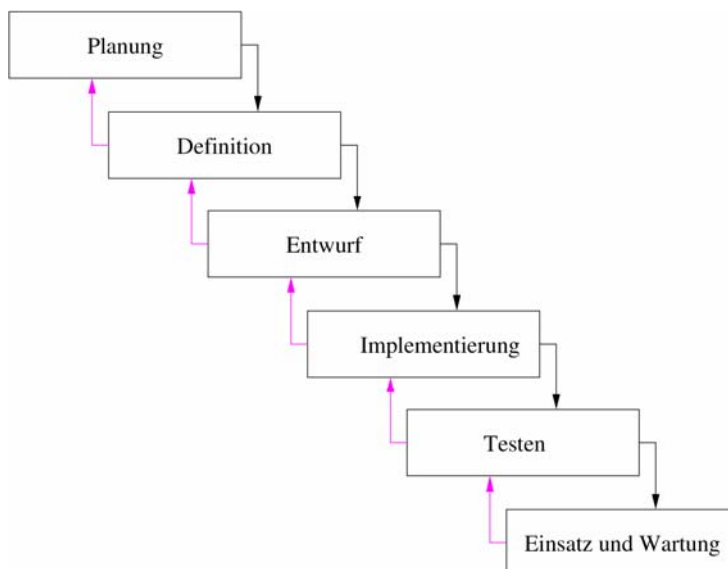 Planung
Definition
Entwurf
Implementierung
Testen
Einsatz und Wartung